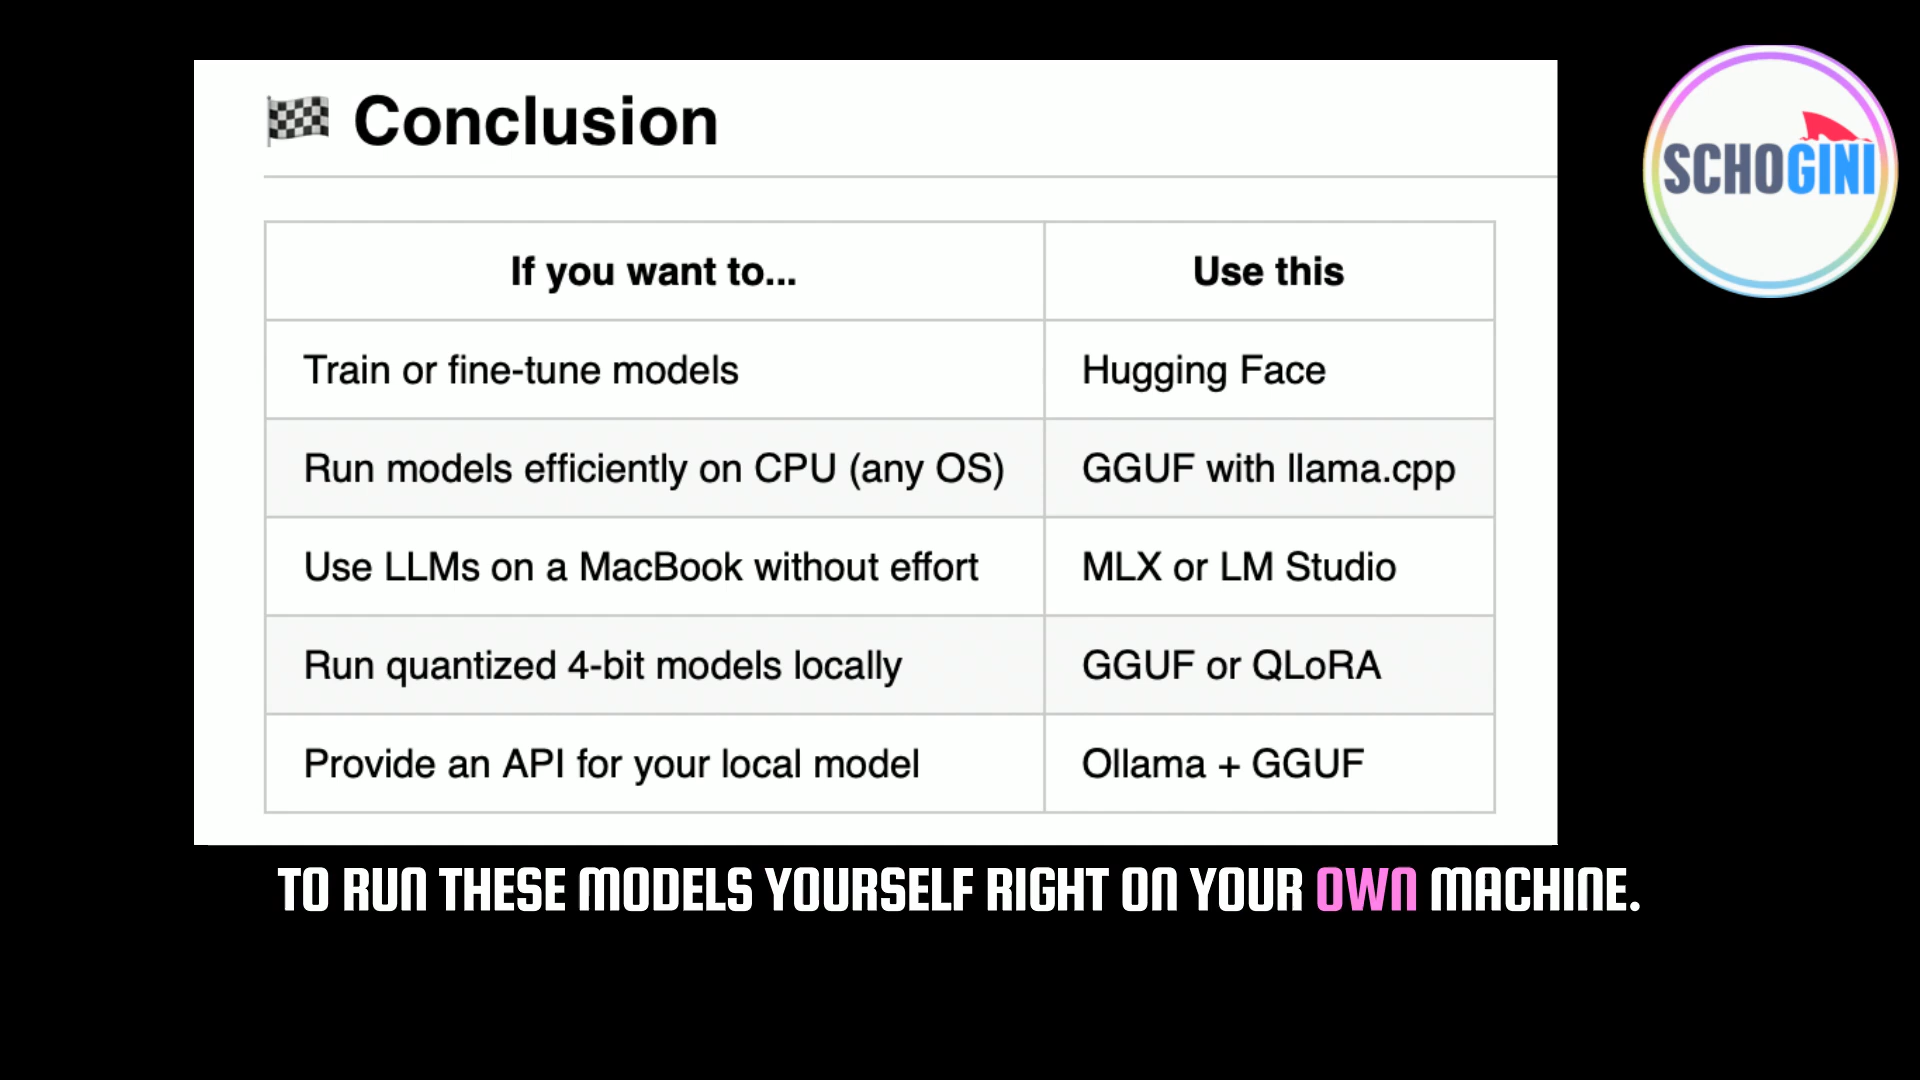 🏁 Conclusion
SCHOGINI
If you want to... Use this
Train or fine-tune models Hugging Face
Run models efficiently on CPU (any OS) GGUF with llama.cpp
Use LLMs on a MacBook without effort MLX or LM Studio
Run quantized 4-bit models locally GGUF or QLoRA
Provide an API for your local model Ollama + GGUF
TO RUN THESE MODELS YOURSELF RIGHT ON YOUR OWN MACHINE.